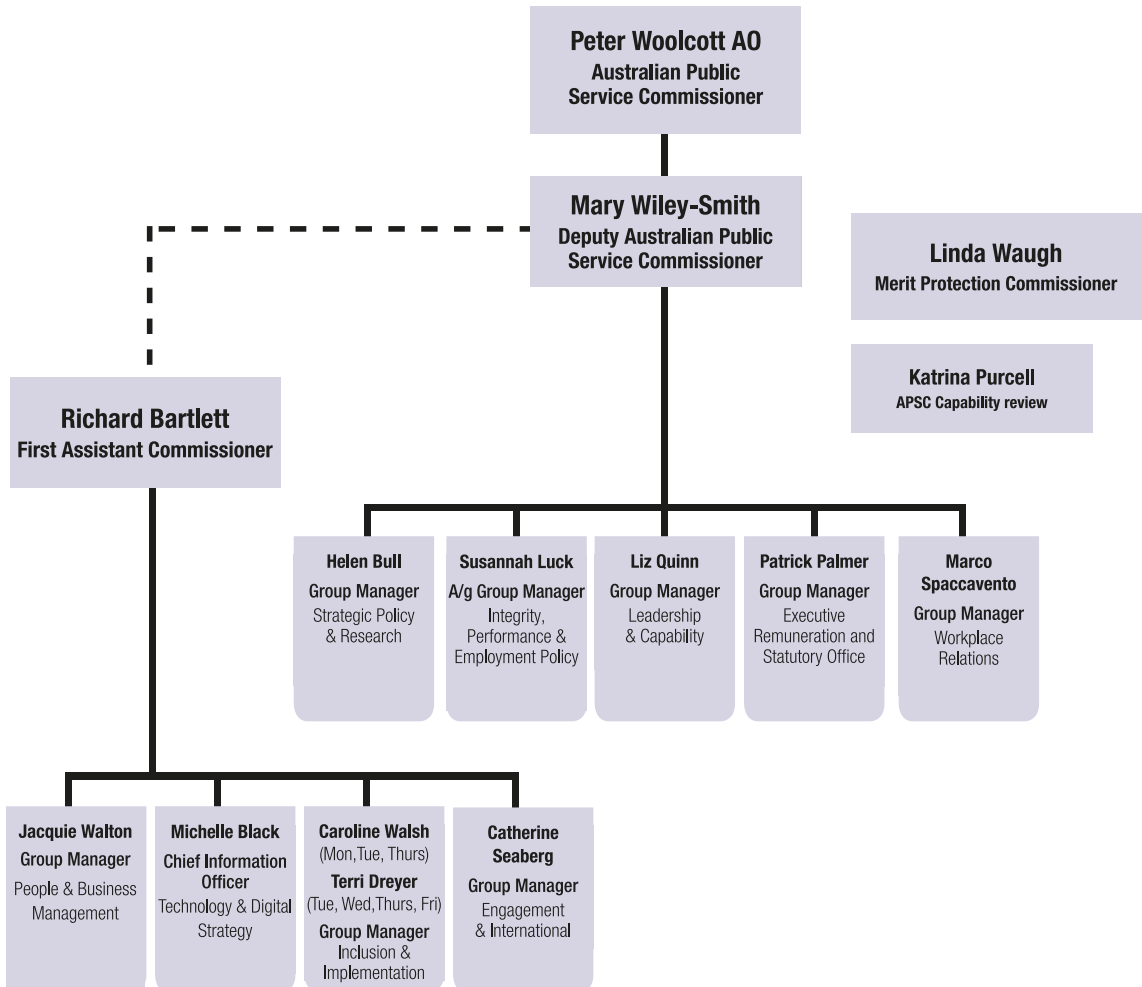 Peter Woolcott AO
Australian Public
Service Commissioner
Mary Wiley-Smith
Deputy Australian Public
Service Commissioner
Linda Waugh
Merit Protection Commissioner
Katrina Purcell
APSC Capability review
Richard Bartlett
First Assistant Commissioner
Helen Bull
Group Manager
Strategic Policy
& Research
Susannah Luck
A/g Group Manager
Integrity,
Performance &
Employment Policy
Liz Quinn
Group Manager
Leadership
& Capability
Patrick Palmer
Group Manager
Executive
Remuneration and
Statutory Office
Marco
Spaccavento
Group Manager
Workplace
Relations
Jacquie Walton
Group Manager
People & Business
Management
Michelle Black
Chief Information
Officer
Technology & Digital
Strategy
Caroline Walsh
(Mon,Tue, Thurs)
Terri Dreyer
(Tue, Wed,Thurs, Fri)
Group Manager
Inclusion &
Implementation
Catherine
Seaberg
Group Manager
Engagement
& International